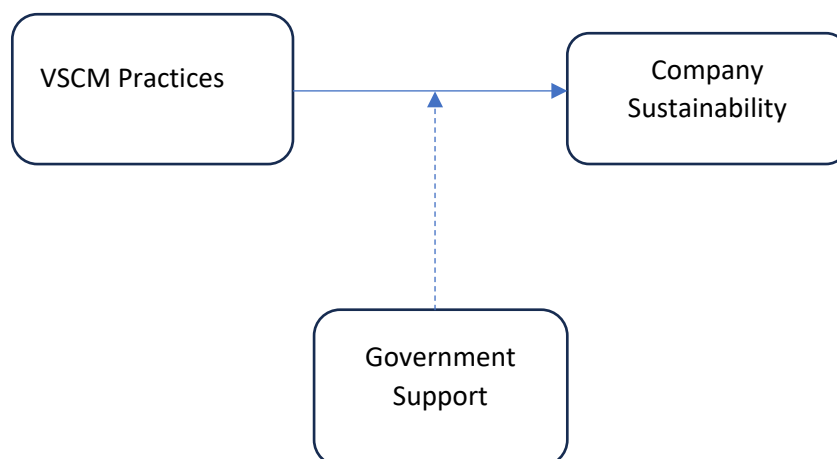 VSCM Practices
Company
Sustainability
Government
Support